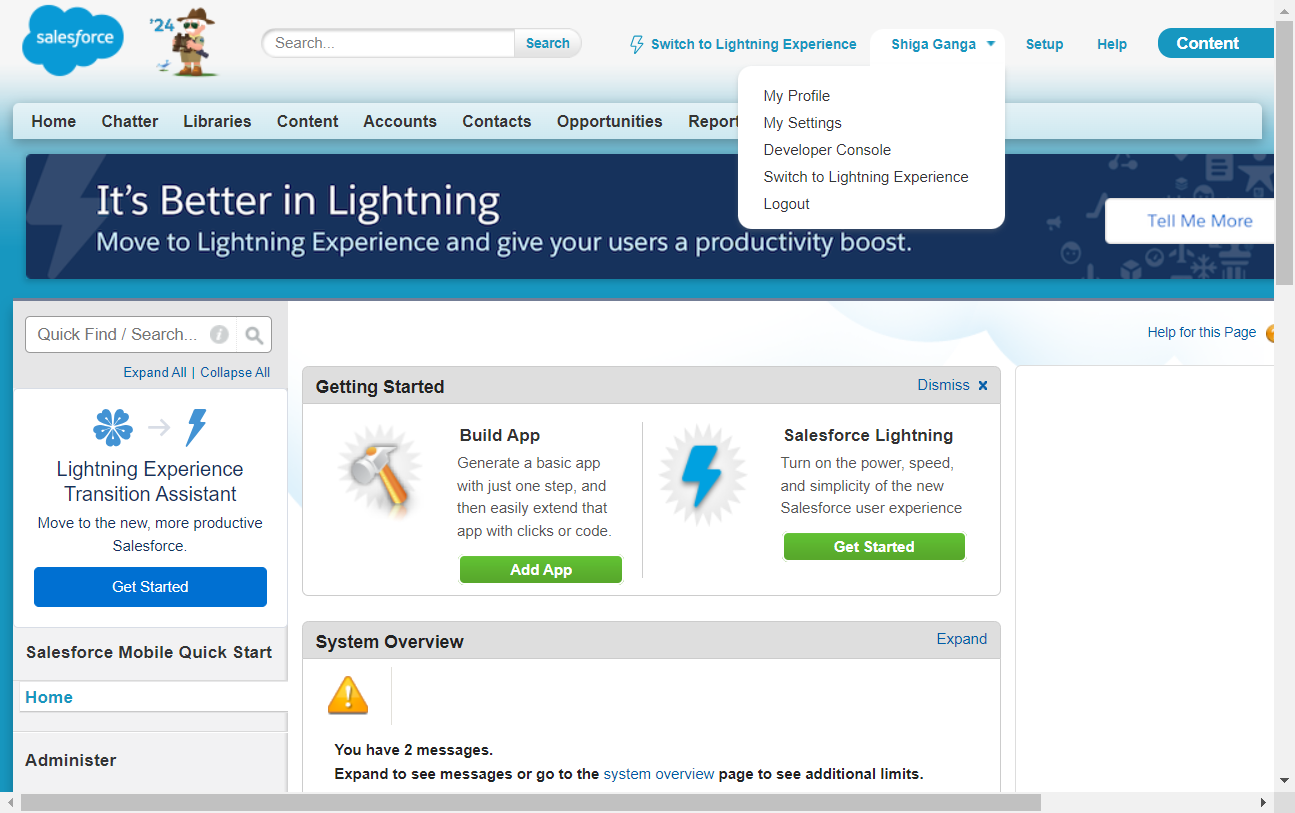 salesforce
'24
Search...
Search
Switch to Lightning Experience
Shiga Ganga
Setup
Help
Content
My Profile
My Settings
Developer Console
Switch to Lightning Experience
Logout
Home
Chatter
Libraries
Content
Accounts
Contacts
Opportunities
Report
It's Better in Lightning
Move to Lightning Experience and give your users a productivity boost.
Tell Me More
Quick Find / Search...
Expand All | Collapse All
Lightning Experience
Transition Assistant
Move to the new, more productive
Salesforce.
Get Started
Salesforce Mobile Quick Start
Home
Administer
Help for this Page
Getting Started
Dismiss
Build App
Generate a basic app
with just one step, and
then easily extend that
app with clicks or code.
Add App
Salesforce Lightning
Turn on the power, speed,
and simplicity of the new
Salesforce user experience
Get Started
System Overview
Expand
You have 2 messages.
Expand to see messages or go to the system overview page to see additional limits.